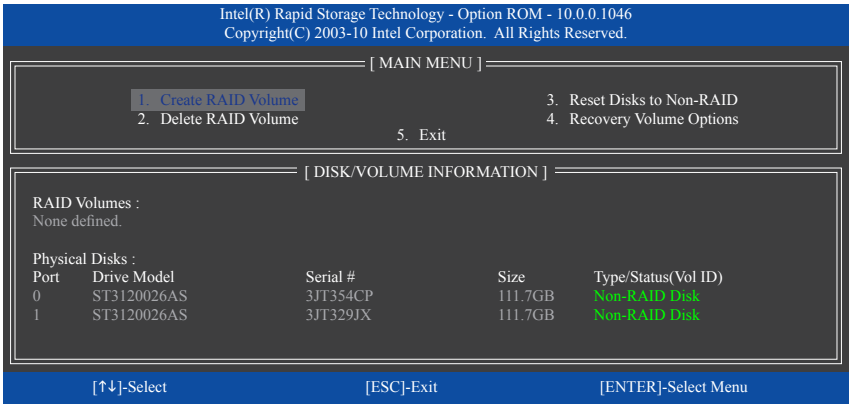 Intel(R) Rapid Storage Technology - Option ROM - 10.0.0.1046
Copyright(C) 2003-10 Intel Corporation. All Rights Reserved.
[ MAIN MENU ]
1. Create RAID Volume 3. Reset Disks to Non-RAID
2. Delete RAID Volume 4. Recovery Volume Options
5. Exit
[ DISK/VOLUME INFORMATION ]
RAID Volumes :
None defined.
Physical Disks :
Port Drive Model Serial # Size Type/Status(Vol ID)
0 ST3120026AS 3JT354CP 111.7GB Non-RAID Disk
1 ST3120026AS 3JT329JX 111.7GB Non-RAID Disk
[↑↓]-Select [ESC]-Exit [ENTER]-Select Menu